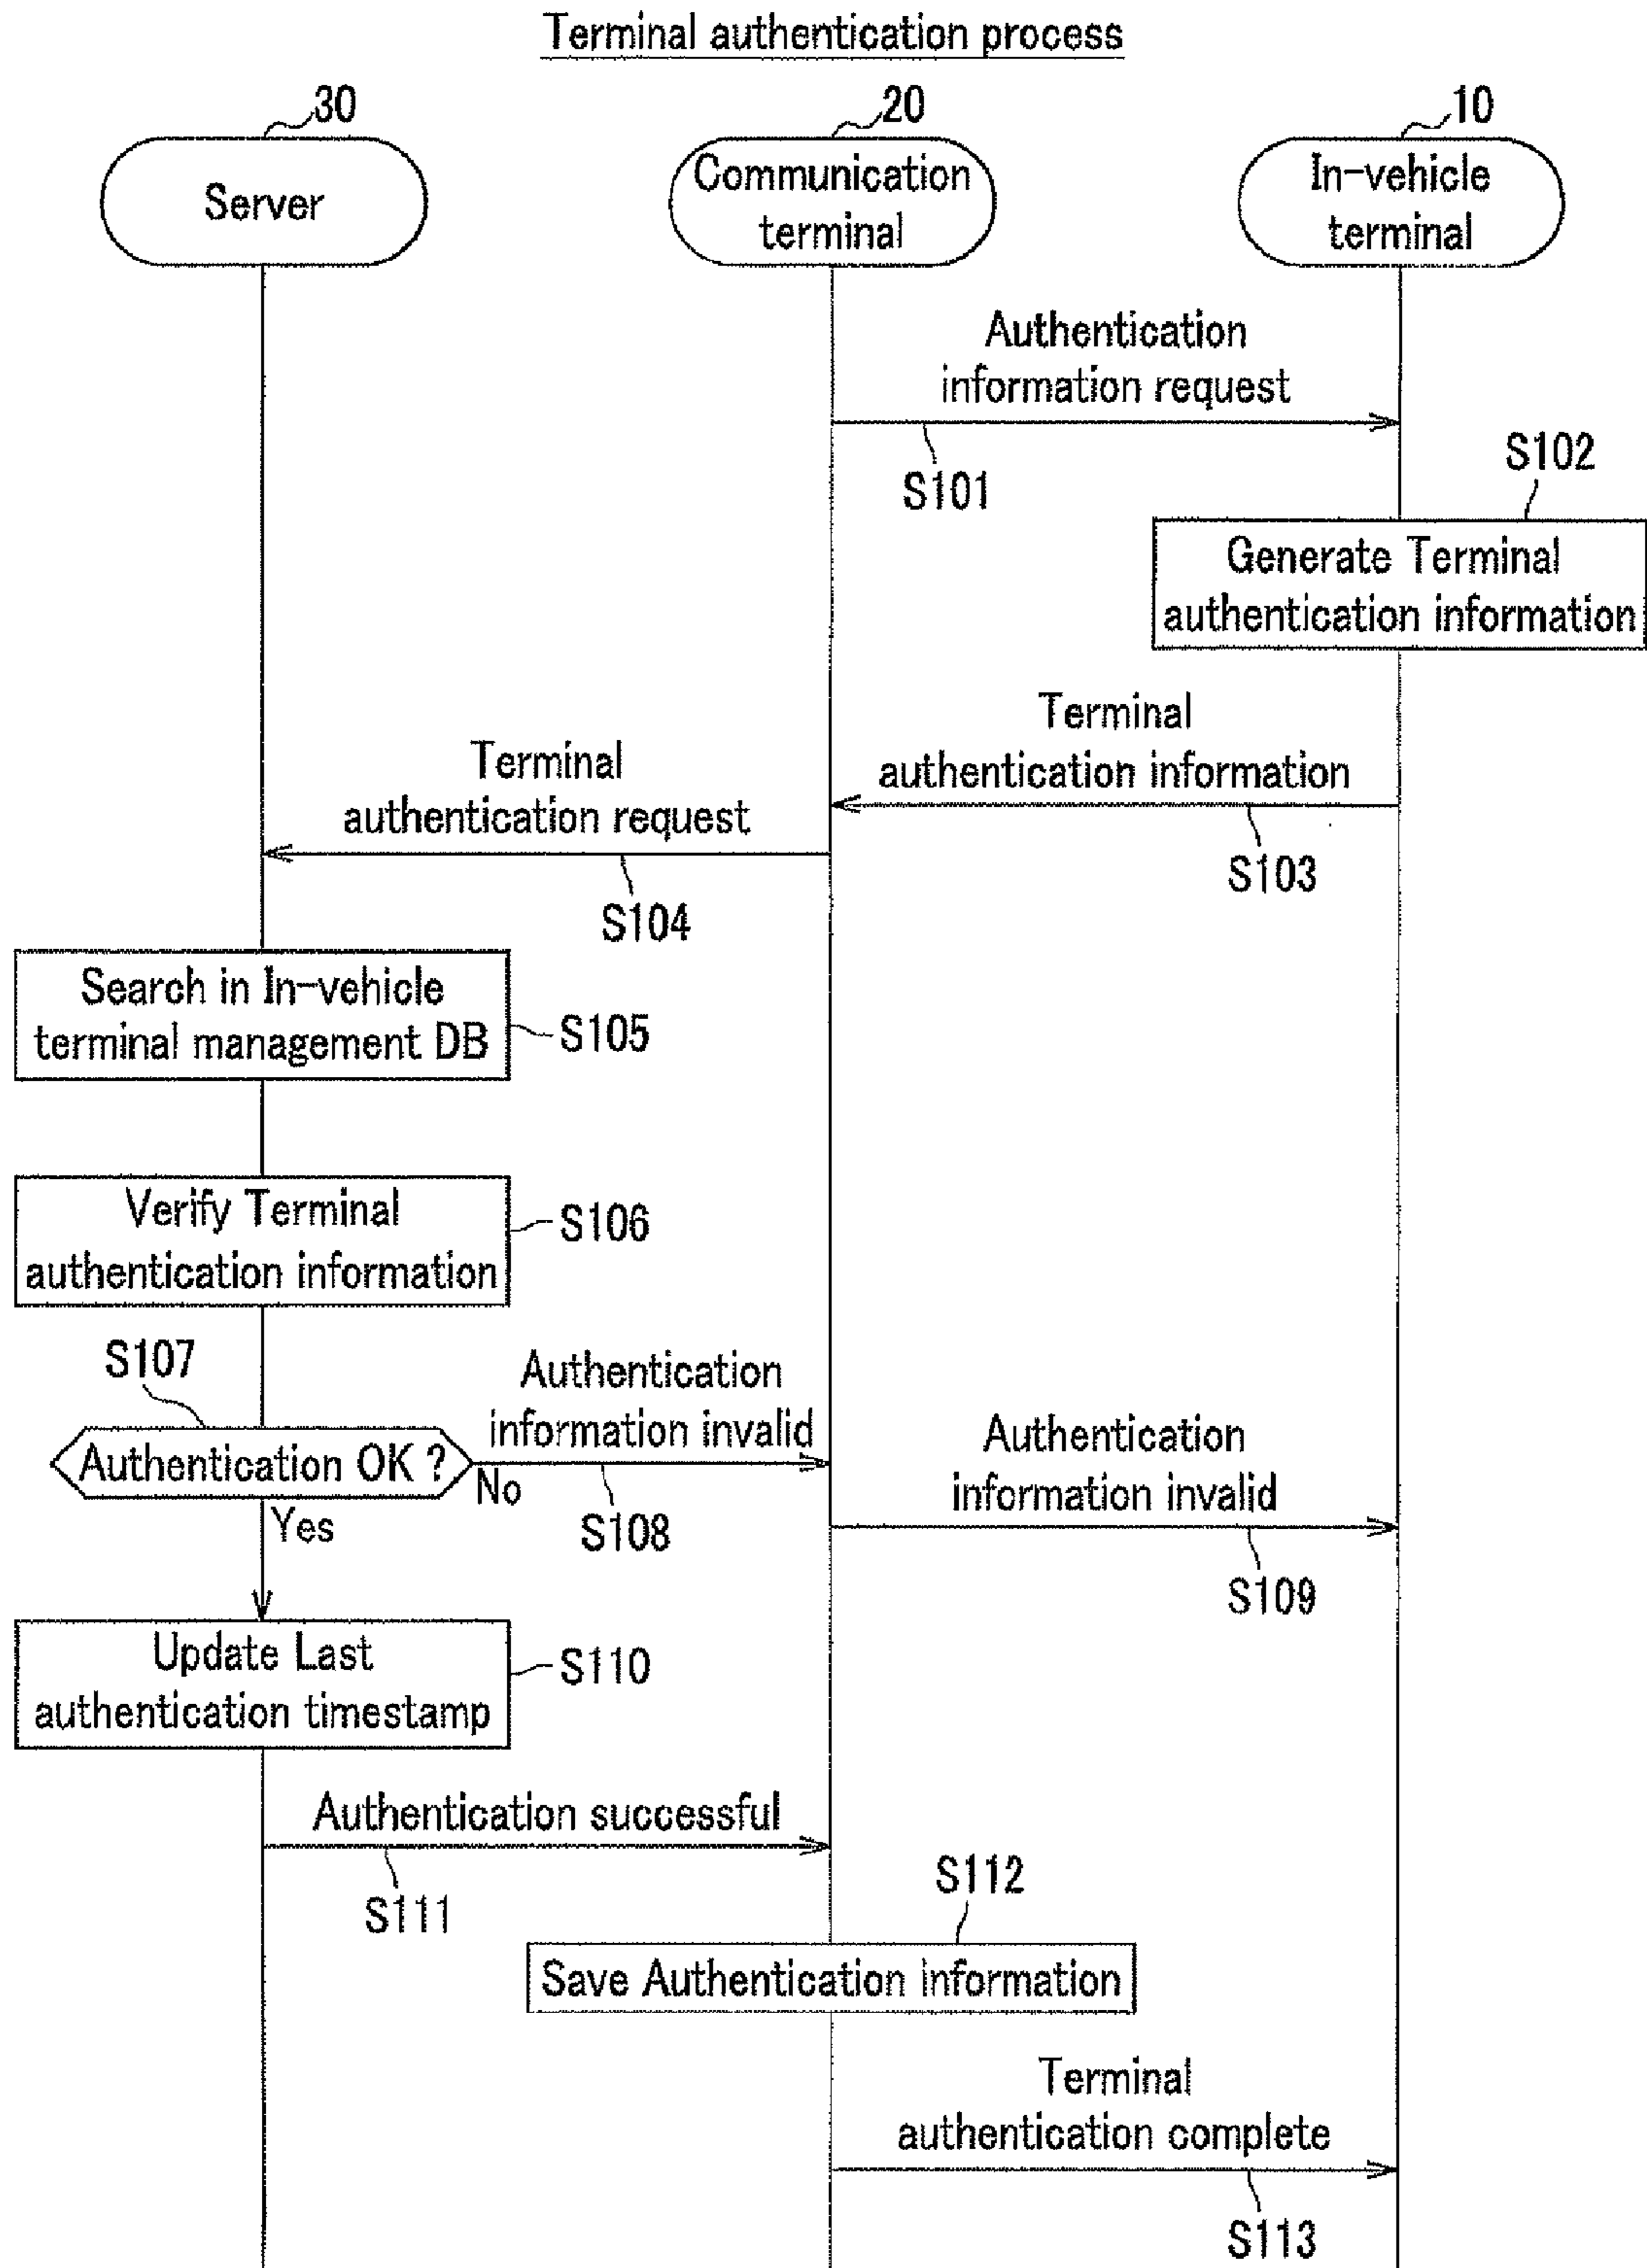 Terminal authentication process
30
20
10
Server
Communication
terminal
In-vehicle
terminal
Authentication
information request
S101
S102
Generate Terminal
authentication information
Terminal
authentication information
S103
Terminal
authentication request
S104
Search in In-vehicle
terminal management DB
S105
Verify Terminal
authentication information
S106
S107
Authentication OK ?
No
Yes
Authentication
information invalid
S108
Authentication
information invalid
S109
Update Last
authentication timestamp
S110
Authentication successful
S111
S112
Save Authentication information
Terminal
authentication complete
S113